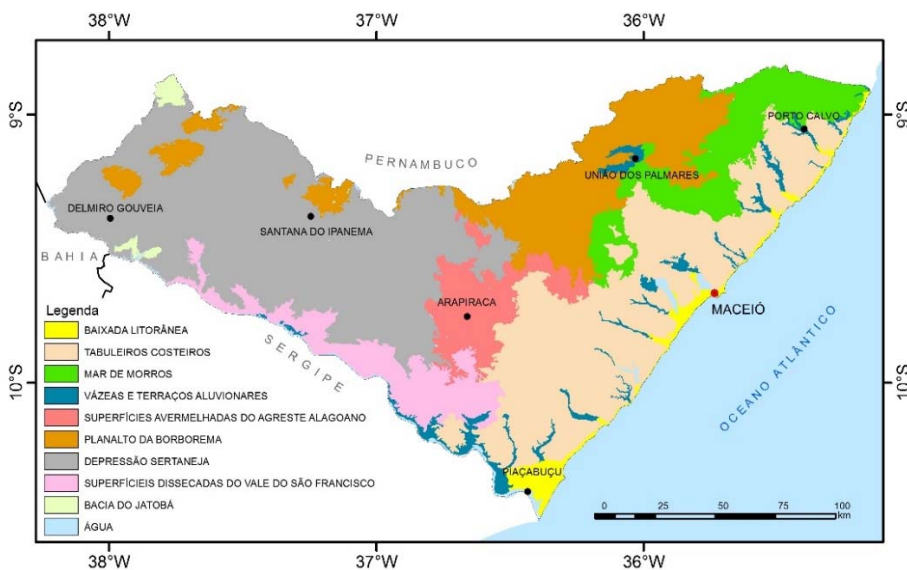 38°W 37°W 36°W
9°S 9°S
PORTO CALVO
PERNAMBUCO
UNIÃO DOS PALMARES
DELMIRO GOUVEIA
SANTANA DO IPANEMA
BAHIA
ARAPIRACA
MACEIÓ
Legenda
BAIXADA LITORÂNEA
TABULEIROS COSTEIROS
MAR DE MORROS
VÁZEAS E TERRAÇOS ALUVIONARES
SUPERFÍCIES AVERMELHADAS DO AGRESTE ALAGOANO
PLANALTO DA BORBOREMA
DEPRESSÃO SERTANEJA
SUPERFÍCIEIS DISSECADAS DO VALE DO SÃO FRANCISCO
BACIA DO JATOBÁ
ÁGUA
SERGIPE
10°S 10°S
OCEANO ATLÂNTICO
PIAÇABUÇU
0 25 50 75 100
km
38°W 37°W 36°W